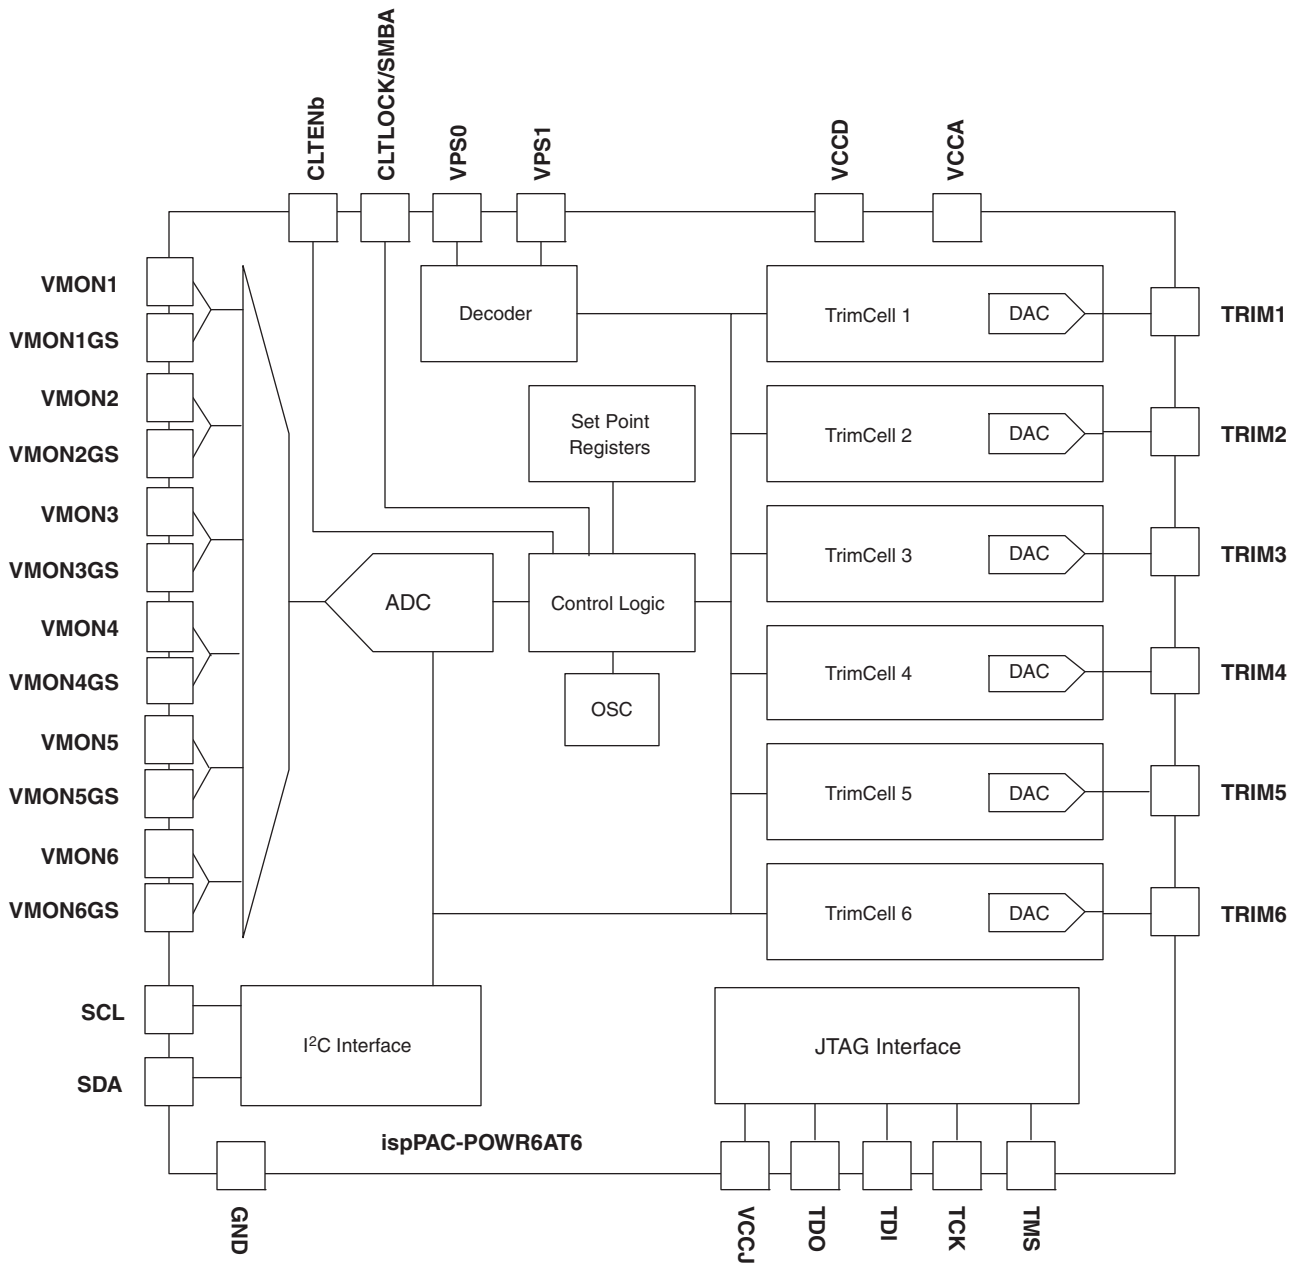 CLTENb
CLTLOCK/SMBA
VPS0
VPS1
VCCD
VCCA
VMON1
VMON1GS
VMON2
VMON2GS
VMON3
VMON3GS
VMON4
VMON4GS
VMON5
VMON5GS
VMON6
VMON6GS
SCL
SDA
Decoder
Set Point
Registers
ADC
Control Logic
OSC
I²C Interface
TrimCell 1
DAC
TrimCell 2
DAC
TrimCell 3
DAC
TrimCell 4
DAC
TrimCell 5
DAC
TrimCell 6
DAC
TRIM1
TRIM2
TRIM3
TRIM4
TRIM5
TRIM6
JTAG Interface
ispPAC-POWR6AT6
GND
VCCJ
TDO
TDI
TCK
TMS